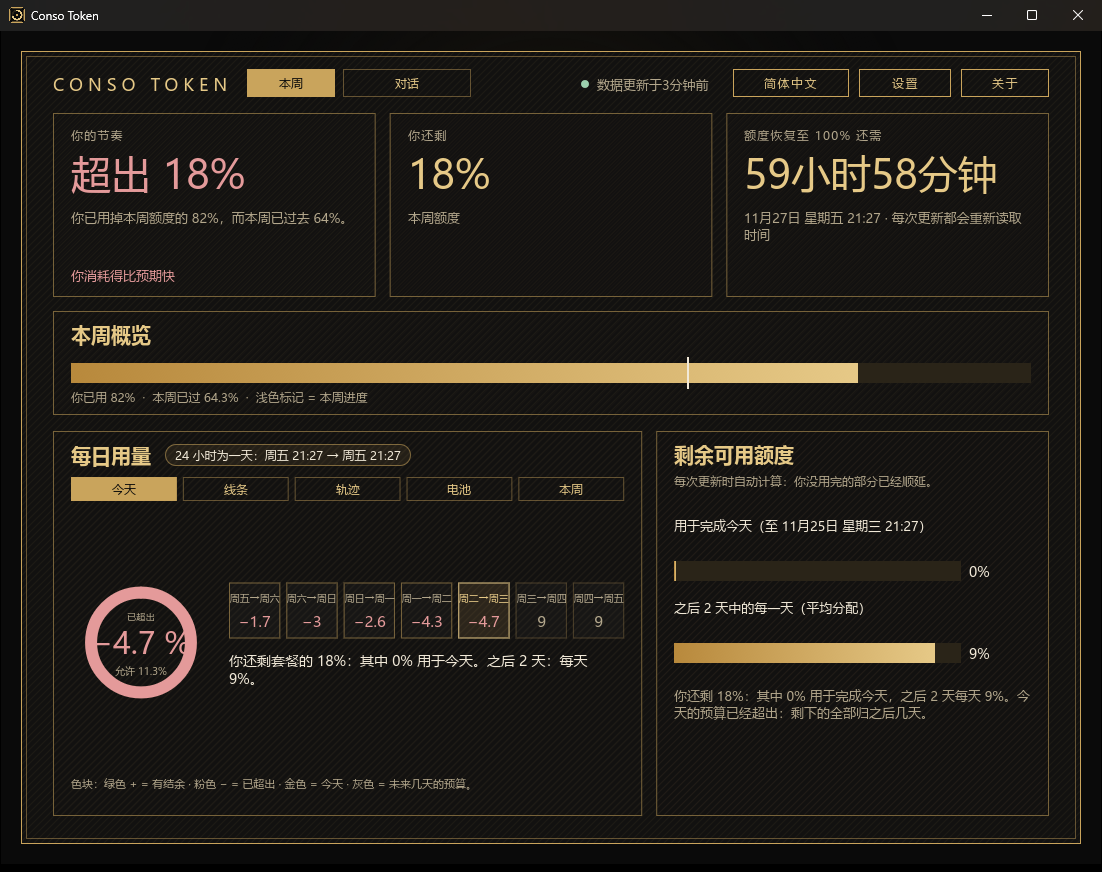 Conso Token
CONSO TOKEN
本周
对话
数据更新于3分钟前
简体中文
设置
关于
你的节奏
超出 18%
你已用掉本周额度的 82%，而本周已过去 64%。
你消耗得比预期快
你还剩
18%
本周额度
额度恢复至 100% 还需
59小时58分钟
11月27日 星期五 21:27 · 每次更新都会重新读取
时间
本周概览
你已用 82% · 本周已过 64.3% · 浅色标记 = 本周进度
每日用量
24 小时为一天：周五 21:27 → 周五 21:27
今天
线条
轨迹
电池
本周
已超出
−4.7 %
允许 11.3%
周五→周六
−1.7
周六→周日
−3
周日→周一
−2.6
周一→周二
−4.3
周二→周三
−4.7
周三→周四
9
周四→周五
9
你还剩套餐的 18%：其中 0% 用于今天。之后 2 天：每天
9%。
色块：绿色 + = 有结余 · 粉色 − = 已超出 · 金色 = 今天 · 灰色 = 未来几天的预算。
剩余可用额度
每次更新时自动计算：你没用完的部分已经顺延。
用于完成今天（至 11月25日 星期三 21:27）
0%
之后 2 天中的每一天（平均分配）
9%
你还剩 18%：其中 0% 用于完成今天，之后 2 天每天 9%。今
天的预算已经超出：剩下的全部归之后几天。